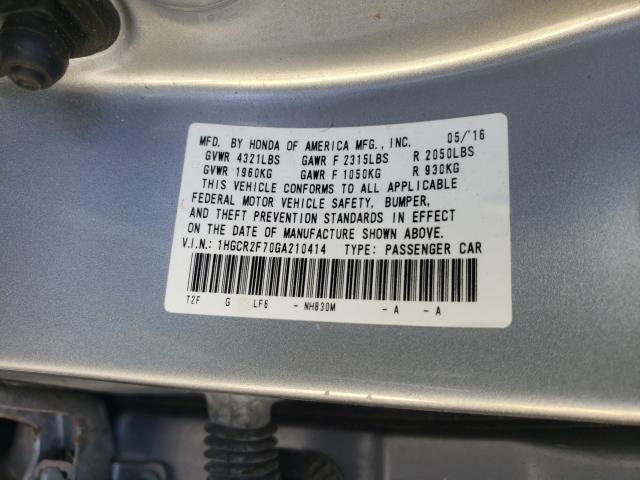 MFD. BY HONDA OF AMERICA MFG., INC. 05/'16
GVWR 4321LBS GAWR F 2315LBS R 2050LBS
GVWR 1960KG GAWR F 1050KG R 930KG
THIS VEHICLE CONFORMS TO ALL APPLICABLE
FEDERAL MOTOR VEHICLE SAFETY, BUMPER,
AND THEFT PREVENTION STANDARDS IN EFFECT
ON THE DATE OF MANUFACTURE SHOWN ABOVE.
V.I.N.: 1HGCR2F70GA210414 TYPE: PASSENGER CAR
T2F G LF6 - NH830M - A - A